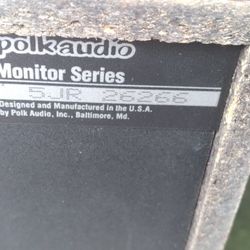 polkaudio
Monitor Series
5JR 26266
Designed and Manufactured in the U.S.A.
by Polk Audio, Inc., Baltimore, Md.